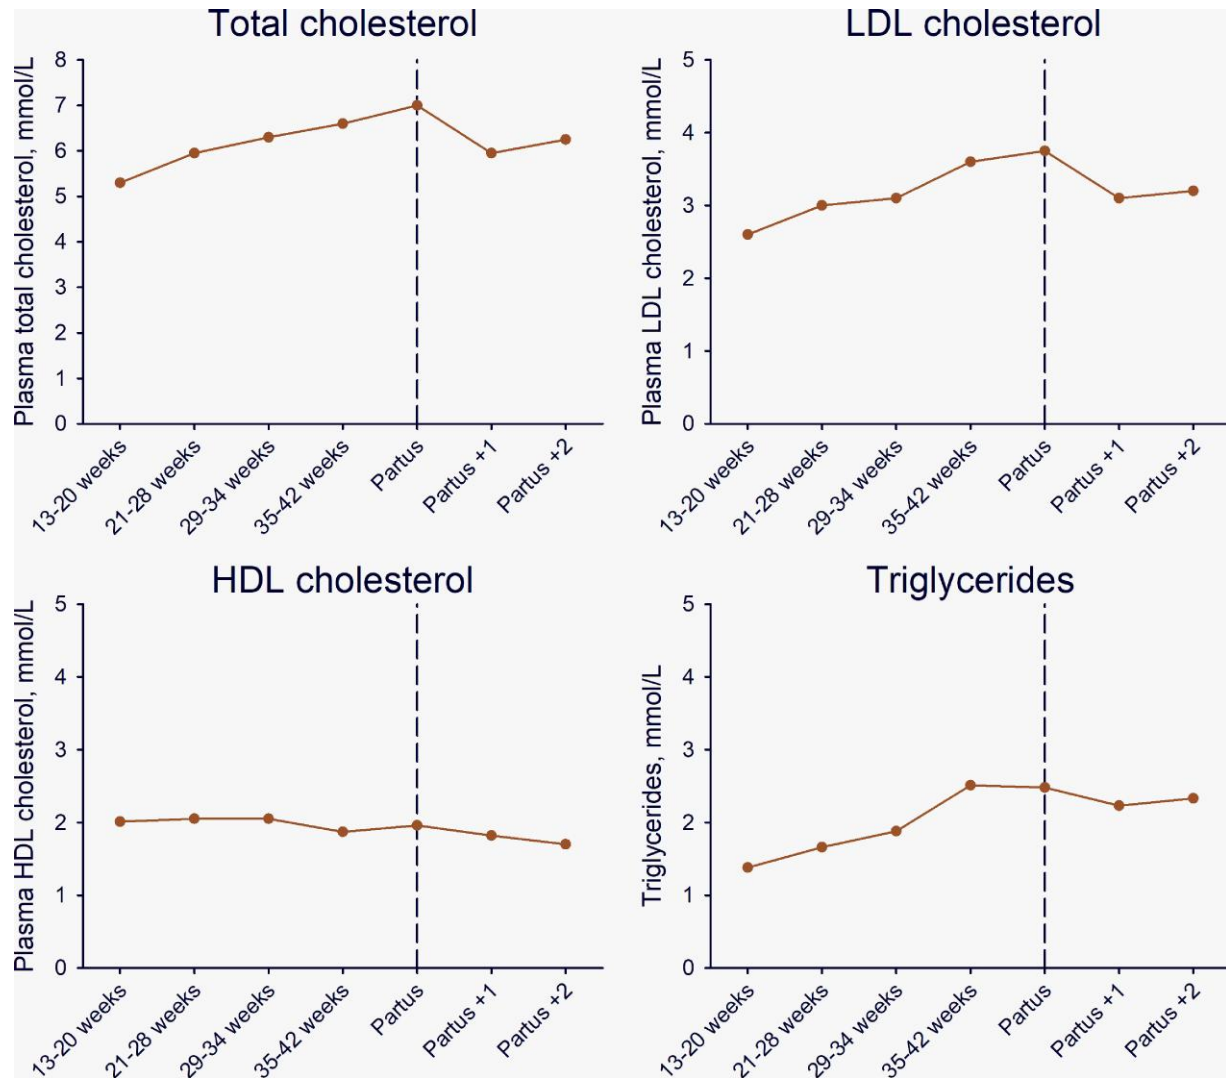 Total cholesterol
Plasma total cholesterol, mmol/L
8
7
6
5
4
3
2
1
0
13-20 weeks
21-28 weeks
29-34 weeks
35-42 weeks
Partus
Partus +1
Partus +2
LDL cholesterol
Plasma LDL cholesterol, mmol/L
5
4
3
2
1
0
13-20 weeks
21-28 weeks
29-34 weeks
35-42 weeks
Partus
Partus +1
Partus +2
HDL cholesterol
Plasma HDL cholesterol, mmol/L
5
4
3
2
1
0
13-20 weeks
21-28 weeks
29-34 weeks
35-42 weeks
Partus
Partus +1
Partus +2
Triglycerides
Triglycerides, mmol/L
5
4
3
2
1
0
13-20 weeks
21-28 weeks
29-34 weeks
35-42 weeks
Partus
Partus +1
Partus +2